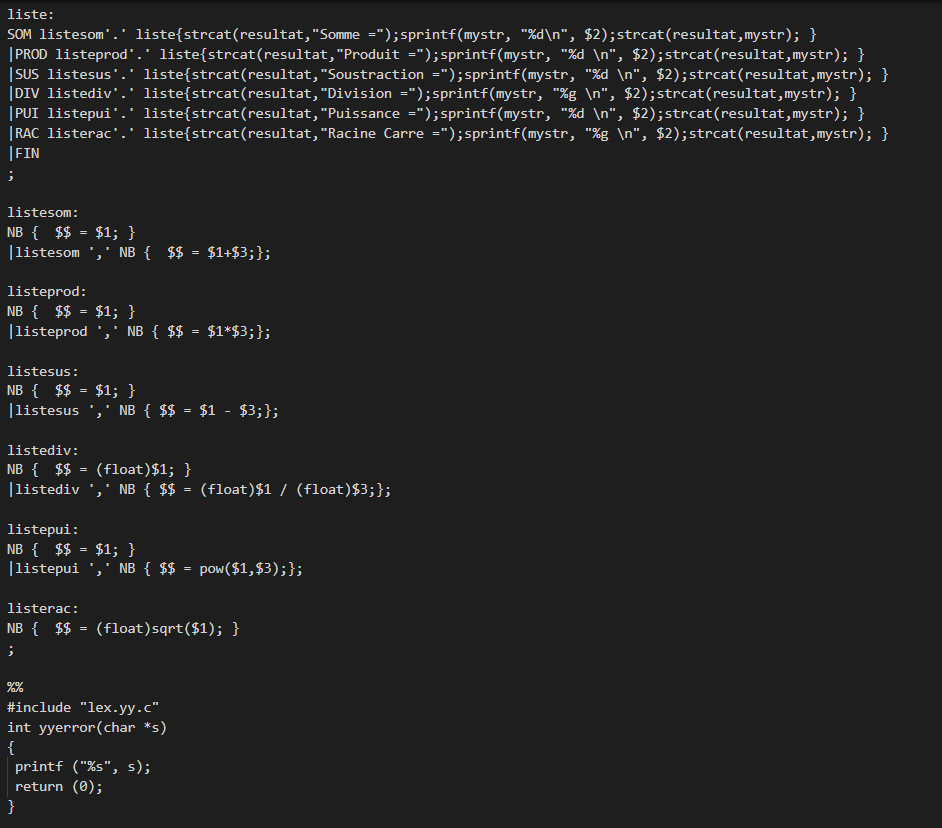 liste:
SOM listesom'.' liste{strcat(resultat,"Somme =");sprintf(mystr, "%d\n", $2);strcat(resultat,mystr); }
|PROD listeprod'.' liste{strcat(resultat,"Produit =");sprintf(mystr, "%d \n", $2);strcat(resultat,mystr); }
|SUS listesus'.' liste{strcat(resultat,"Soustraction =");sprintf(mystr, "%d \n", $2);strcat(resultat,mystr); }
|DIV listediv'.' liste{strcat(resultat,"Division =");sprintf(mystr, "%g \n", $2);strcat(resultat,mystr); }
|PUI listepui'.' liste{strcat(resultat,"Puissance =");sprintf(mystr, "%d \n", $2);strcat(resultat,mystr); }
|RAC listerac'.' liste{strcat(resultat,"Racine Carre =");sprintf(mystr, "%g \n", $2);strcat(resultat,mystr); }
|FIN
;
listesom:
NB {  $$ = $1; }
|listesom ',' NB {  $$ = $1+$3;};
listeprod:
NB {  $$ = $1; }
|listeprod ',' NB { $$ = $1*$3;};
listesus:
NB {  $$ = $1; }
|listesus ',' NB { $$ = $1 - $3;};
listediv:
NB {  $$ = (float)$1; }
|listediv ',' NB { $$ = (float)$1 / (float)$3;};
listepui:
NB {  $$ = $1; }
|listepui ',' NB { $$ = pow($1,$3);};
listerac:
NB {  $$ = (float)sqrt($1); }
;
%%
#include "lex.yy.c"
int yyerror(char *s)
{
printf ("%s", s);
return (0);
}